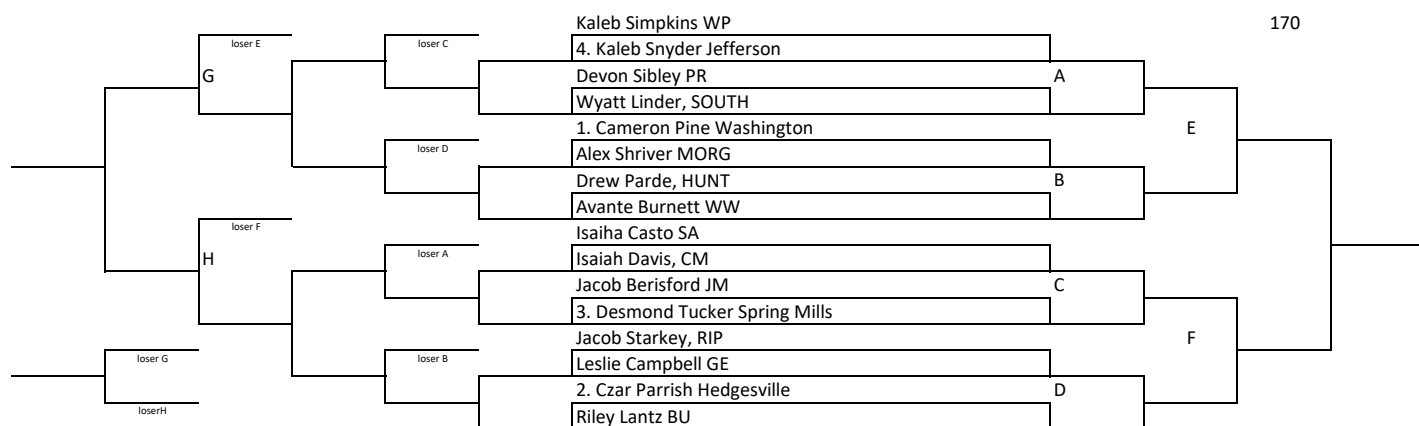 Kaleb Simpkins WP
170
loser E
loser C
4. Kaleb Snyder Jefferson
G
Devon Sibley PR
A
Wyatt Linder, SOUTH
1. Cameron Pine Washington
E
loser D
Alex Shriver MORG
Drew Parde, HUNT
B
Avante Burnett WW
loser F
Isaiha Casto SA
loser A
H
Isaiah Davis, CM
Jacob Berisford JM
C
3. Desmond Tucker Spring Mills
Jacob Starkey, RIP
F
loser G
loser B
Leslie Campbell GE
2. Czar Parrish Hedgesville
D
loserH
Riley Lantz BU